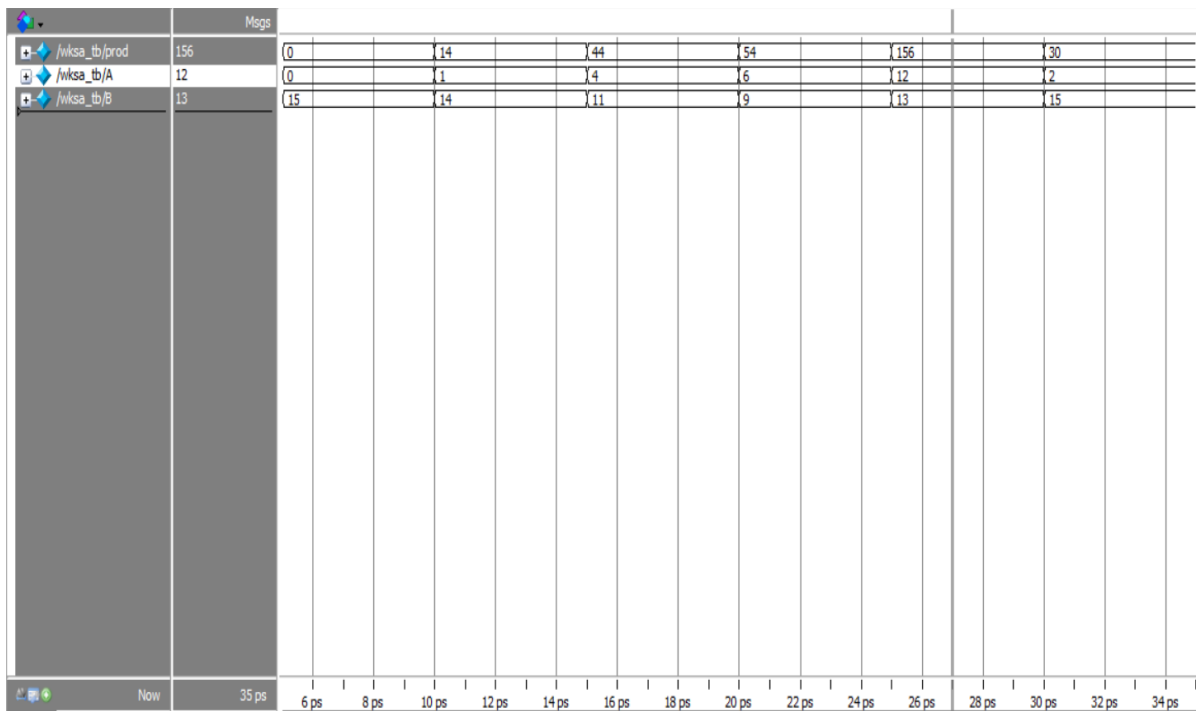 Msgs
/wksa_tb/prod 156 0 14 44 54 156 30
/wksa_tb/A 12 0 1 4 6 12 2
/wksa_tb/B 13 15 14 11 9 13 15
Now 35 ps 6 ps 8 ps 10 ps 12 ps 14 ps 16 ps 18 ps 20 ps 22 ps 24 ps 26 ps 28 ps 30 ps 32 ps 34 ps